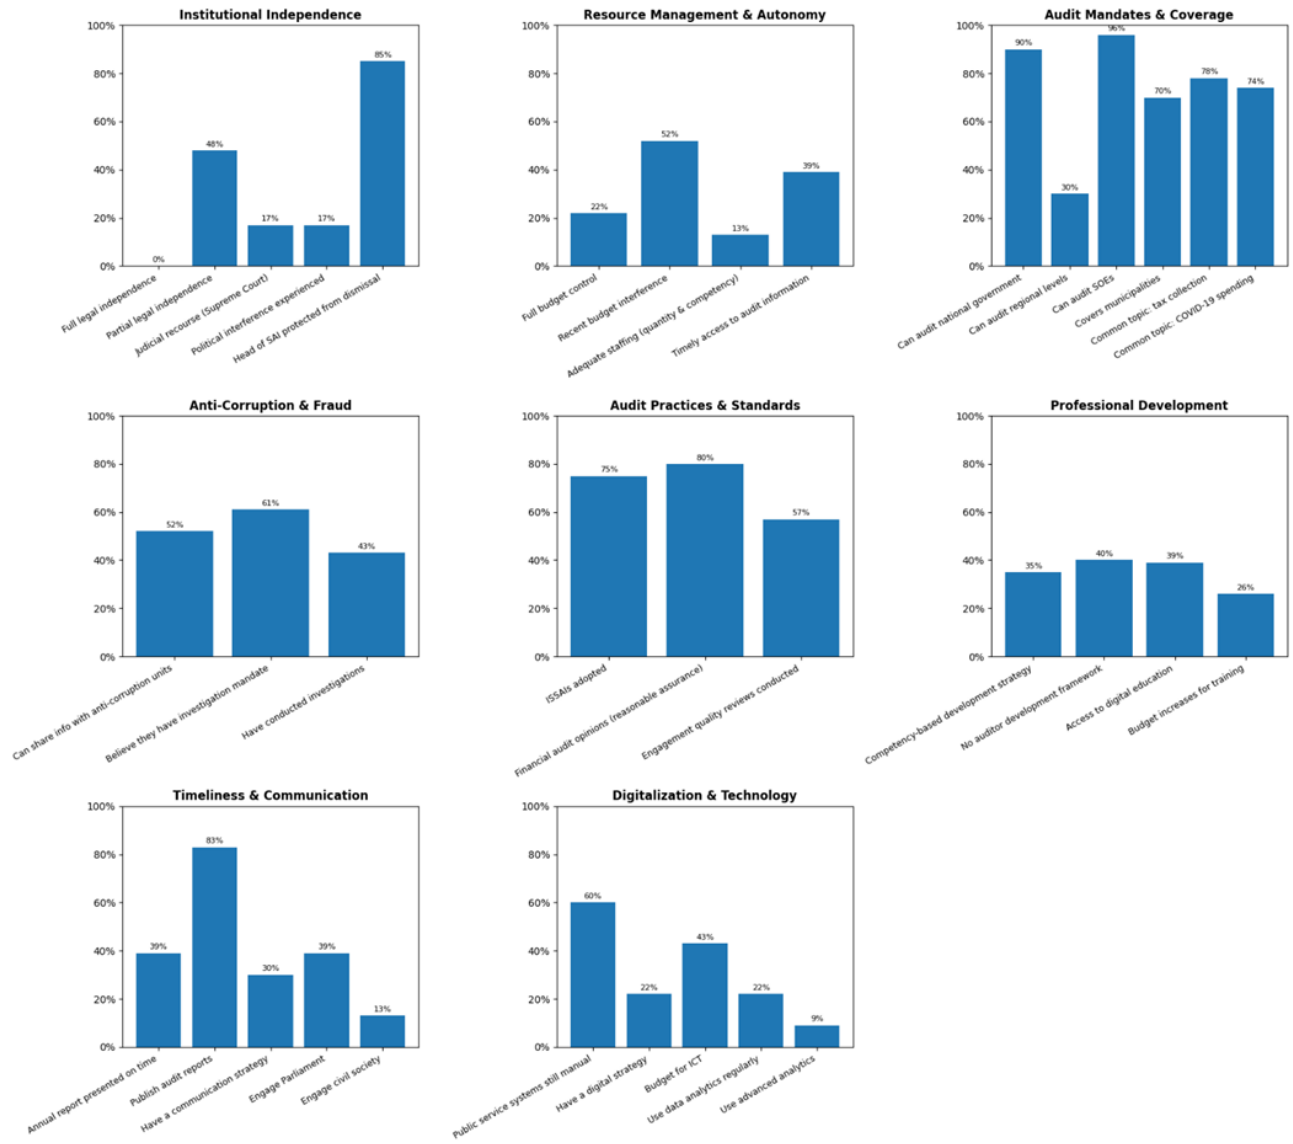 Institutional Independence
100%
80%
60%
40%
20%
0%
0%
48%
17%
17%
85%
Full legal independence
Partial legal independence
Judicial recourse (Supreme Court)
Political interference experienced
Head of SAI protected from dismissal
Resource Management & Autonomy
100%
80%
60%
40%
20%
0%
22%
52%
13%
39%
Full budget control
Recent budget interference
Adequate staffing (quantity & competency)
Timely access to audit information
Audit Mandates & Coverage
100%
80%
60%
40%
20%
0%
90%
30%
96%
70%
78%
74%
Can audit national government
Can audit regional levels
Can audit SOEs
Covers municipalities
Common topic: tax collection
Common topic: COVID-19 spending
Anti-Corruption & Fraud
100%
80%
60%
40%
20%
0%
52%
61%
43%
Can share info with anti-corruption units
Believe they have investigation mandate
Have conducted investigations
Audit Practices & Standards
100%
80%
60%
40%
20%
0%
75%
80%
57%
ISSAIs adopted
Financial audit opinions (reasonable assurance)
Engagement quality reviews conducted
Professional Development
100%
80%
60%
40%
20%
0%
35%
40%
39%
26%
Competency-based development strategy
No auditor development framework
Access to digital education
Budget increases for training
Timeliness & Communication
100%
80%
60%
40%
20%
0%
39%
83%
30%
39%
13%
Annual report presented on time
Publish audit reports
Have a communication strategy
Engage Parliament
Engage civil society
Digitalization & Technology
100%
80%
60%
40%
20%
0%
60%
22%
43%
22%
9%
Public service systems still manual
Have a digital strategy
Budget for ICT
Use data analytics regularly
Use advanced analytics